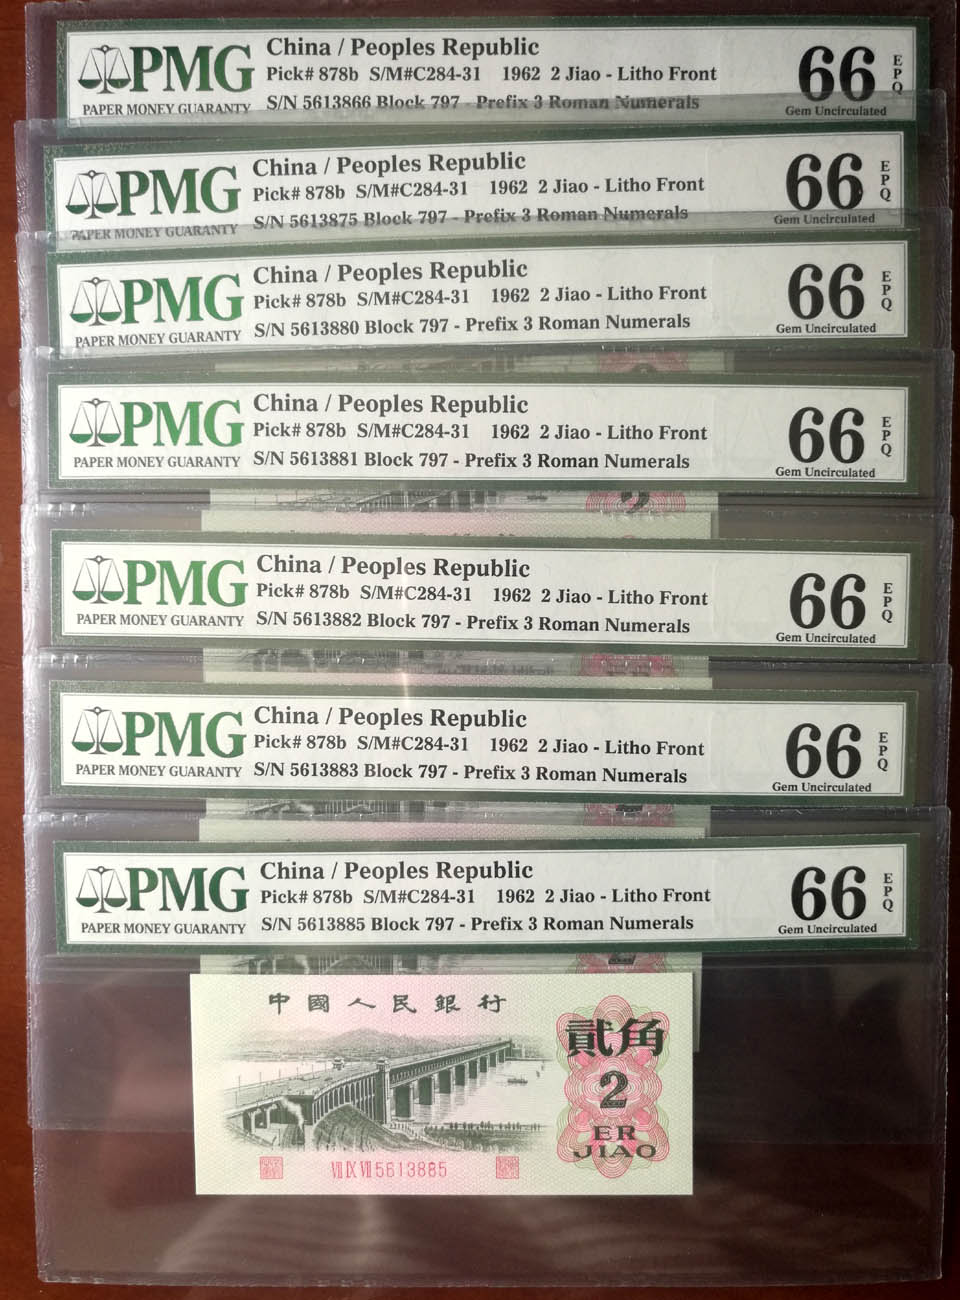 PMG
PAPER MONEY GUARANTY
China / Peoples Republic
Pick# 878b S/M#C284-31 1962 2 Jiao - Litho Front
S/N 5613866 Block 797 - Prefix 3 Roman Numerals
66
EPQ
Gem Uncirculated
PMG
PAPER MONEY GUARANTY
China / Peoples Republic
Pick# 878b S/M#C284-31 1962 2 Jiao - Litho Front
S/N 5613875 Block 797 - Prefix 3 Roman Numerals
66
EPQ
Gem Uncirculated
PMG
PAPER MONEY GUARANTY
China / Peoples Republic
Pick# 878b S/M#C284-31 1962 2 Jiao - Litho Front
S/N 5613880 Block 797 - Prefix 3 Roman Numerals
66
EPQ
Gem Uncirculated
PMG
PAPER MONEY GUARANTY
China / Peoples Republic
Pick# 878b S/M#C284-31 1962 2 Jiao - Litho Front
S/N 5613881 Block 797 - Prefix 3 Roman Numerals
66
EPQ
Gem Uncirculated
PMG
PAPER MONEY GUARANTY
China / Peoples Republic
Pick# 878b S/M#C284-31 1962 2 Jiao - Litho Front
S/N 5613882 Block 797 - Prefix 3 Roman Numerals
66
EPQ
Gem Uncirculated
PMG
PAPER MONEY GUARANTY
China / Peoples Republic
Pick# 878b S/M#C284-31 1962 2 Jiao - Litho Front
S/N 5613883 Block 797 - Prefix 3 Roman Numerals
66
EPQ
Gem Uncirculated
PMG
PAPER MONEY GUARANTY
China / Peoples Republic
Pick# 878b S/M#C284-31 1962 2 Jiao - Litho Front
S/N 5613885 Block 797 - Prefix 3 Roman Numerals
66
EPQ
Gem Uncirculated
中國人民銀行
貳角
2
ER
JIAO
Ⅶ Ⅸ Ⅶ 5613885